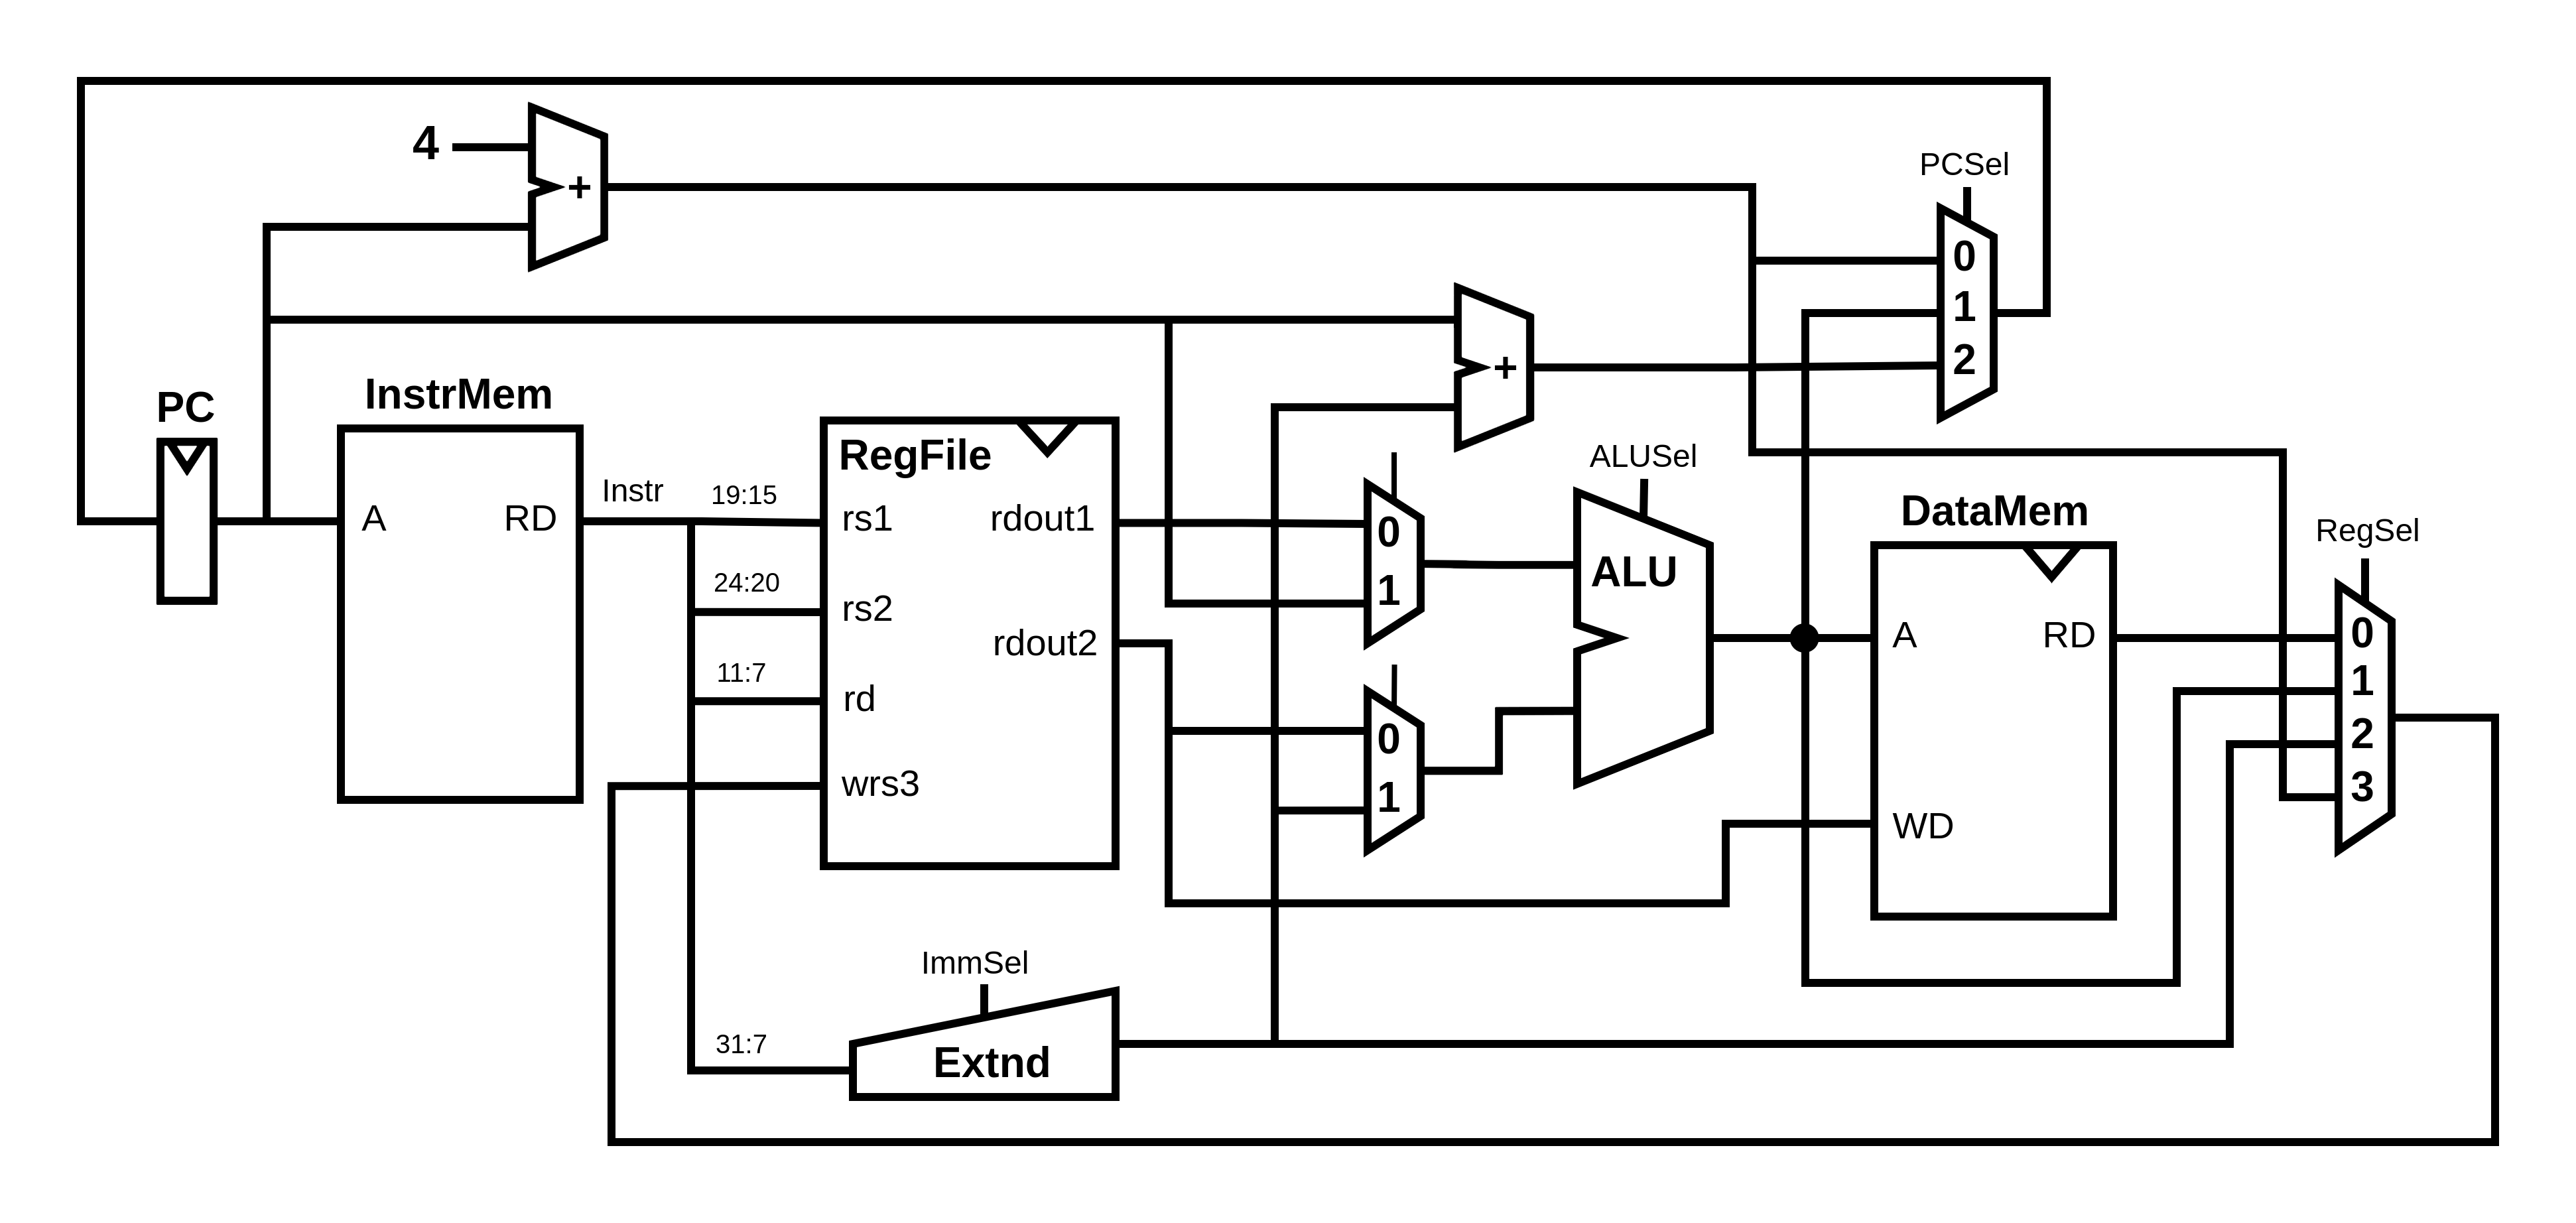 4
+
PCSel
0
1
2
+
PC
InstrMem
A
RD
Instr
19:15
24:20
11:7
31:7
RegFile
rs1
rs2
rd
wrs3
rdout1
rdout2
0
1
0
1
ALUSel
ALU
DataMem
A
RD
WD
RegSel
0
1
2
3
ImmSel
Extnd